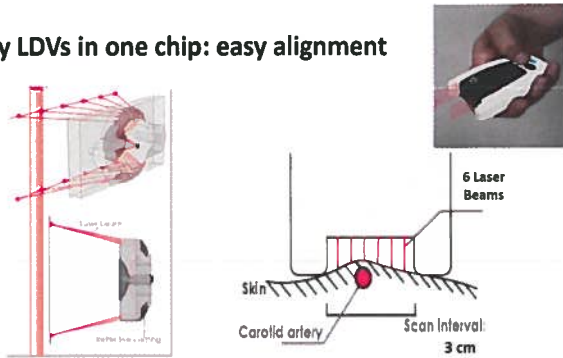 y LDVs in one chip: easy alignment
6 Laser
Beams
Skin
Carotid artery
Scan Interval:
3 cm